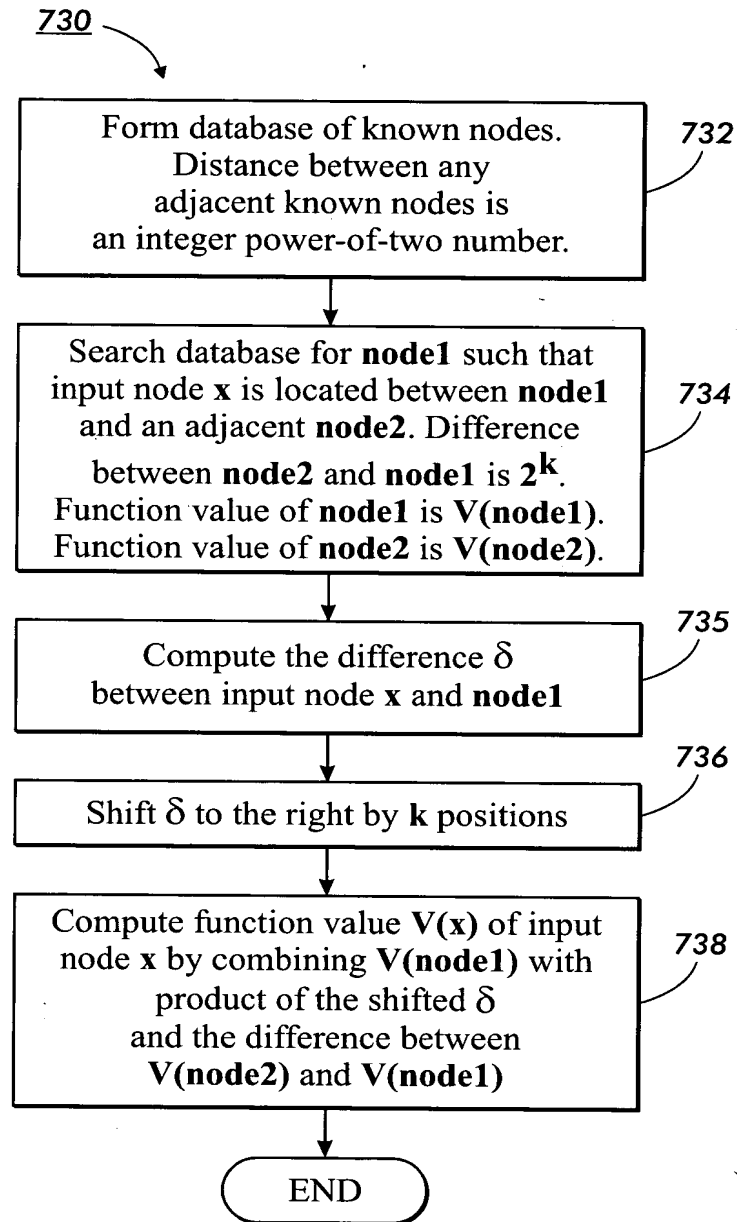 730
Form database of known nodes.
Distance between any
adjacent known nodes is
an integer power-of-two number.
732
Search database for node1 such that
input node x is located between node1
and an adjacent node2. Difference
between node2 and node1 is 2^k.
Function value of node1 is V(node1).
Function value of node2 is V(node2).
734
Compute the difference δ
between input node x and node1
735
Shift δ to the right by k positions
736
Compute function value V(x) of input
node x by combining V(node1) with
product of the shifted δ
and the difference between
V(node2) and V(node1)
738
END